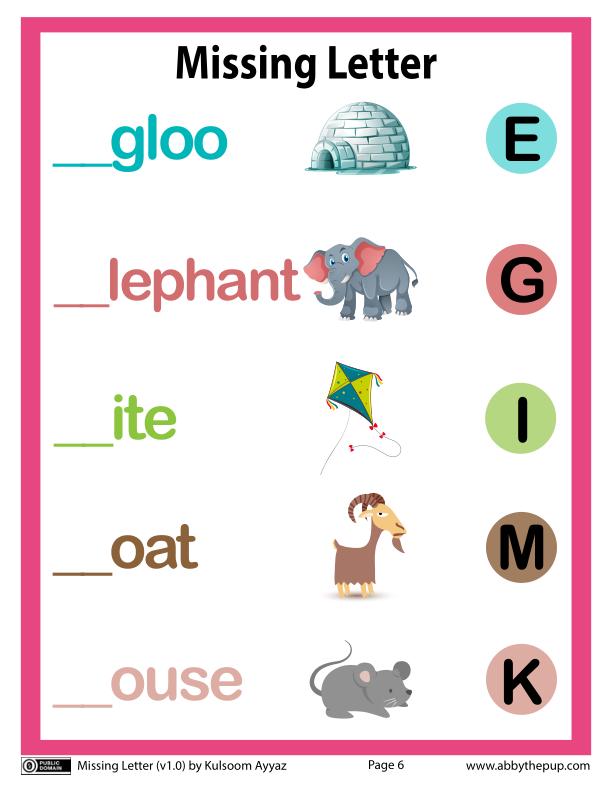 Missing Letter
__gloo E
__lephant G
__ite I
__oat M
__ouse K
0 PUBLIC DOMAIN Missing Letter (v1.0) by Kulsoom Ayyaz Page 6 www.abbythepup.com